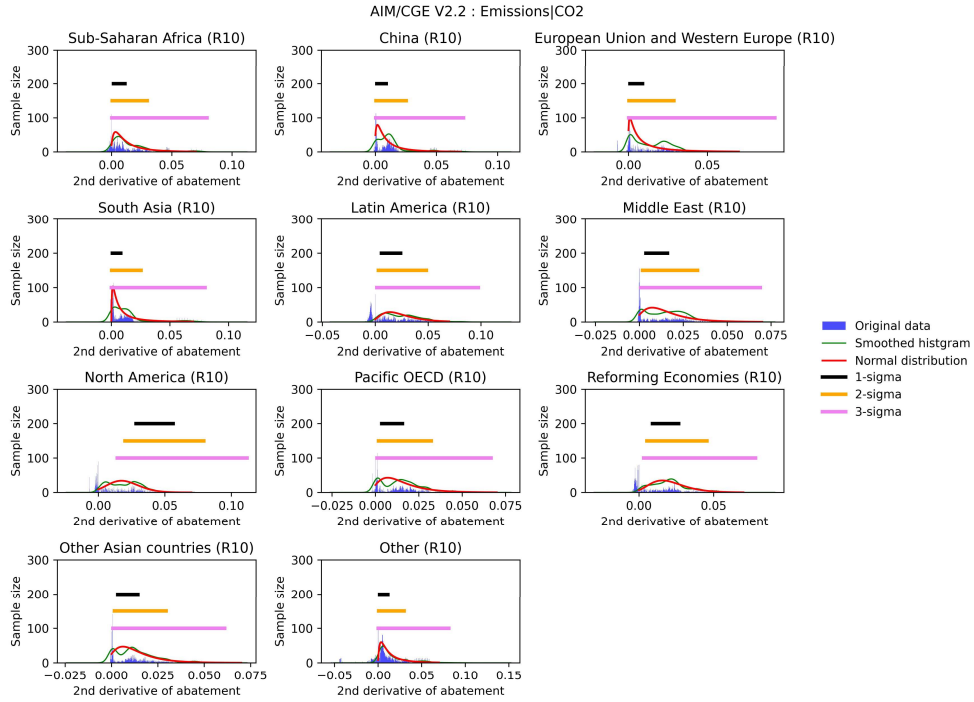 AIM/CGE V2.2 : Emissions|CO2
Sub-Saharan Africa (R10)
China (R10)
European Union and Western Europe (R10)
Sample size
300
200
100
0
0.00
0.05
0.10
2nd derivative of abatement
Sample size
300
200
100
0
0.00
0.05
0.10
2nd derivative of abatement
Sample size
300
200
100
0
0.00
0.05
2nd derivative of abatement
South Asia (R10)
Latin America (R10)
Middle East (R10)
Sample size
300
200
100
0
0.00
0.05
0.10
2nd derivative of abatement
Sample size
300
200
100
0
−0.05
0.00
0.05
0.10
2nd derivative of abatement
Sample size
300
200
100
0
−0.025
0.000
0.025
0.050
0.075
2nd derivative of abatement
Original data
Smoothed histgram
Normal distribution
1-sigma
2-sigma
3-sigma
North America (R10)
Pacific OECD (R10)
Reforming Economies (R10)
Sample size
300
200
100
0
0.00
0.05
0.10
2nd derivative of abatement
Sample size
300
200
100
0
−0.025
0.000
0.025
0.050
0.075
2nd derivative of abatement
Sample size
300
200
100
0
0.00
0.05
2nd derivative of abatement
Other Asian countries (R10)
Other (R10)
Sample size
300
200
100
0
−0.025
0.000
0.025
0.050
0.075
2nd derivative of abatement
Sample size
300
200
100
0
−0.05
0.00
0.05
0.10
0.15
2nd derivative of abatement